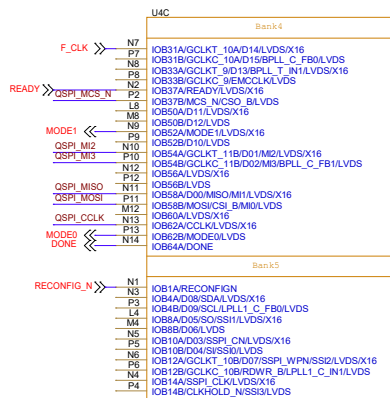 U4C
Bank4
F_CLK N7 IOB31A/GCLKT_10A/D14/LVDS/X16
P7 IOB31B/GCLKC_10A/D15/BPLL_C_FB0/LVDS
N8 IOB33A/GCLKT_9/D13/BPLL_T_IN1/LVDS/X16
P8 IOB33B/GCLKC_9/EMCCLK/LVDS
READY N2 IOB37A/READY/LVDS/X16
QSPI_MCS_N P2 IOB37B/MCS_N/CSO_B/LVDS
L8 IOB50A/D11/LVDS/X16
M8 IOB50B/D12/LVDS
MODE1 N9 IOB52A/MODE1/LVDS/X16
P9 IOB52B/D10/LVDS
QSPI_MI2 N10 IOB54A/GCLKT_11B/D01/MI2/LVDS/X16
QSPI_MI3 P10 IOB54B/GCLKC_11B/D02/MI3/BPLL_C_FB1/LVDS
N12 IOB56A/LVDS/X16
P12 IOB56B/LVDS
QSPI_MISO N11 IOB58A/D00/MISO/MI1/LVDS/X16
QSPI_MOSI P11 IOB58B/MOSI/CSI_B/MI0/LVDS
M12 IOB60A/LVDS/X16
QSPI_CCLK N13 IOB62A/CCLK/LVDS/X16
MODE0 P13 IOB62B/MODE0/LVDS
DONE N14 IOB64A/DONE
Bank5
RECONFIG_N N1 IOB1A/RECONFIGN
N3 IOB4A/D08/SDA/LVDS/X16
P3 IOB4B/D09/SCL/LPLL1_C_FB0/LVDS
L4 IOB8A/D05/SO/SSI1/LVDS/X16
M4 IOB8B/D06/LVDS
N5 IOB10A/D03/SSPI_CN/LVDS/X16
P5 IOB10B/D04/SI/SSI0/LVDS
N6 IOB12A/GCLKT_10B/D07/SSPI_WPN/SSI2/LVDS/X16
P6 IOB12B/GCLKC_10B/RDWR_B/LPLL1_C_IN1/LVDS
N4 IOB14A/SSPI_CLK/LVDS/X16
P4 IOB14B/CLKHOLD_N/SSI3/LVDS